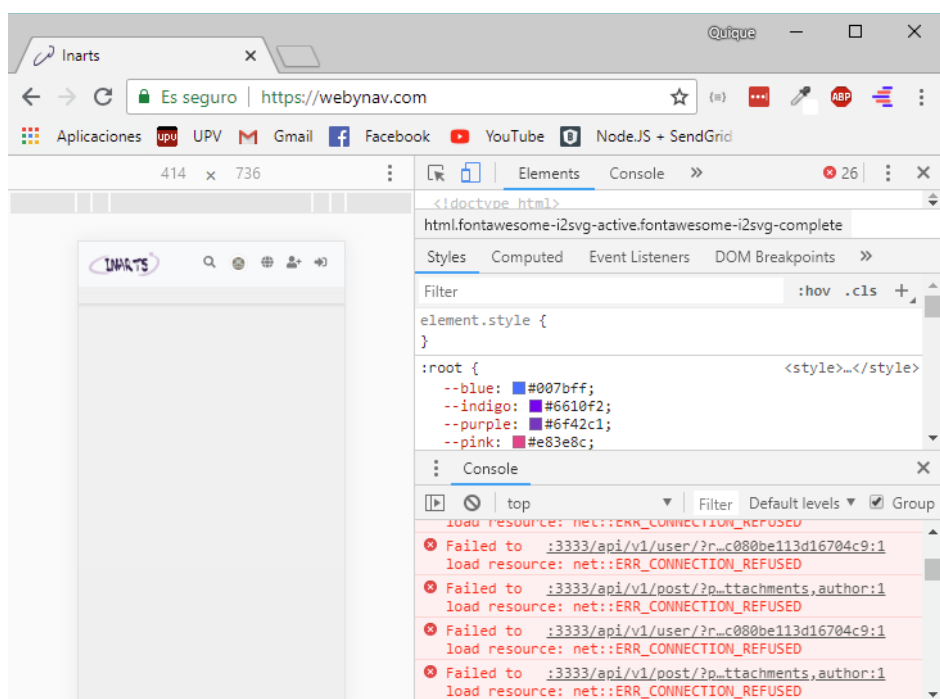 Quique
Inarts
Es seguro https://webynav.com
ABP
Aplicaciones upv UPV Gmail Facebook YouTube Node.JS + SendGrid
414 x 736
Elements Console » 26
<!doctype html>
html.fontawesome-i2svg-active.fontawesome-i2svg-complete
INARTS
Styles Computed Event Listeners DOM Breakpoints »
Filter :hov .cls +
element.style {
}
:root { <style>…</style>
--blue: #007bff;
--indigo: #6610f2;
--purple: #6f42c1;
--pink: #e83e8c;
Console
top Filter Default levels Group
load resource: net::ERR_CONNECTION_REFUSED
Failed to :3333/api/v1/user/?r…c080be113d16704c9:1
load resource: net::ERR_CONNECTION_REFUSED
Failed to :3333/api/v1/post/?p…ttachments,author:1
load resource: net::ERR_CONNECTION_REFUSED
Failed to :3333/api/v1/user/?r…c080be113d16704c9:1
load resource: net::ERR_CONNECTION_REFUSED
Failed to :3333/api/v1/post/?p…ttachments,author:1
load resource: net::ERR_CONNECTION_REFUSED